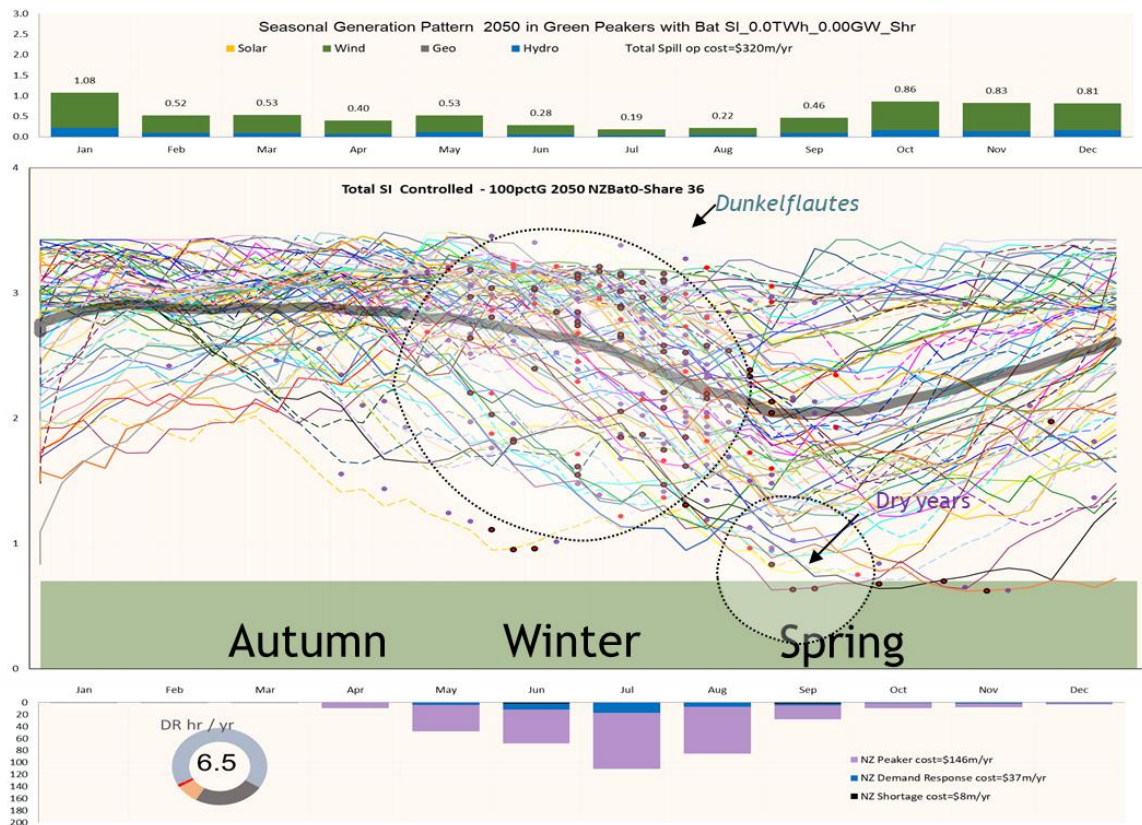 Seasonal Generation Pattern 2050 in Green Peakers with Bat SI_0.0TWh_0.00GW_Shr
Solar Wind Geo Hydro Total Spill op cost=$320m/yr
3.0
2.5
2.0
1.5
1.0
0.5
0.0
1.08 0.52 0.53 0.40 0.53 0.28 0.19 0.22 0.46 0.86 0.83 0.81
Jan Feb Mar Apr May Jun Jul Aug Sep Oct Nov Dec
Total SI Controlled - 100pctG 2050 NZBat0-Share 36
4
3
2
1
0
Dunkelflautes
Dry years
Autumn Winter Spring
Jan Feb Mar Apr May Jun Jul Aug Sep Oct Nov Dec
0
20
40
60
80
100
120
140
160
180
200
DR hr / yr
6.5
NZ Peaker cost=$146m/yr
NZ Demand Response cost=$37m/yr
NZ Shortage cost=$8m/yr